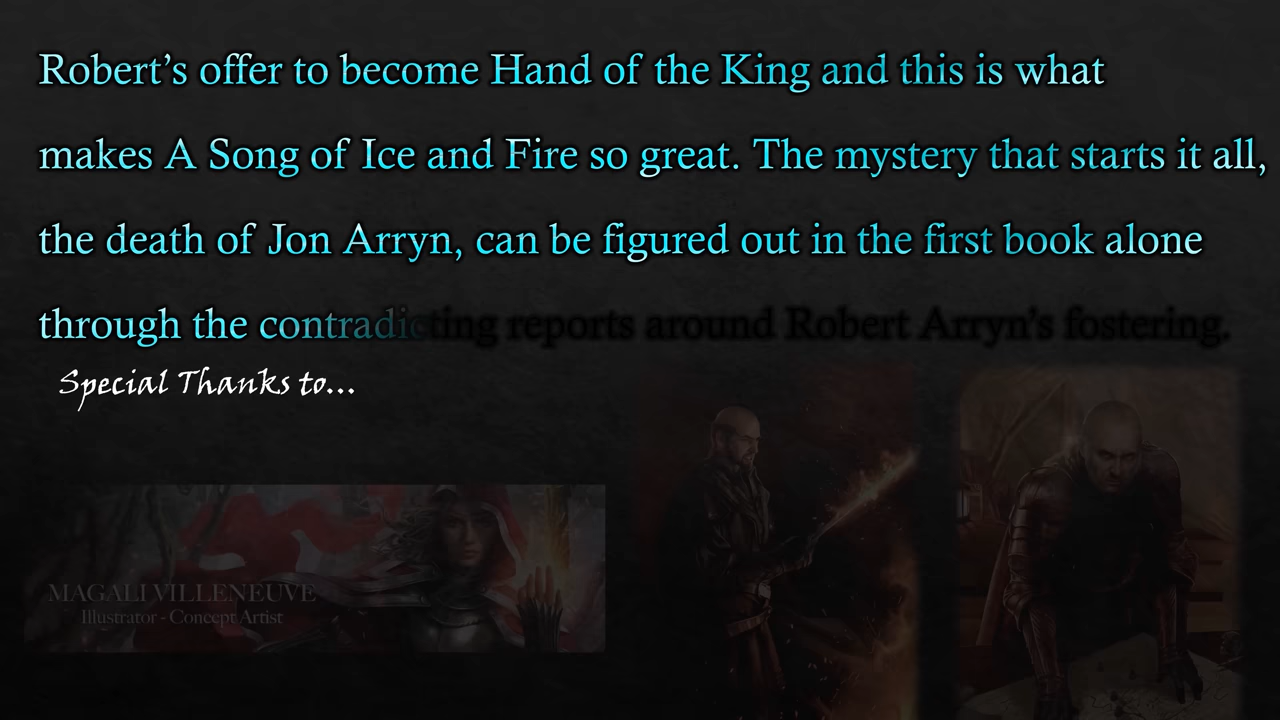 Robert’s offer to become Hand of the King and this is what
makes A Song of Ice and Fire so great. The mystery that starts it all,
the death of Jon Arryn, can be figured out in the first book alone
through the contradicting reports around Robert Arryn’s fostering.
Special Thanks to...
MAGALI VILLENEUVE
Illustrator - Concept Artist